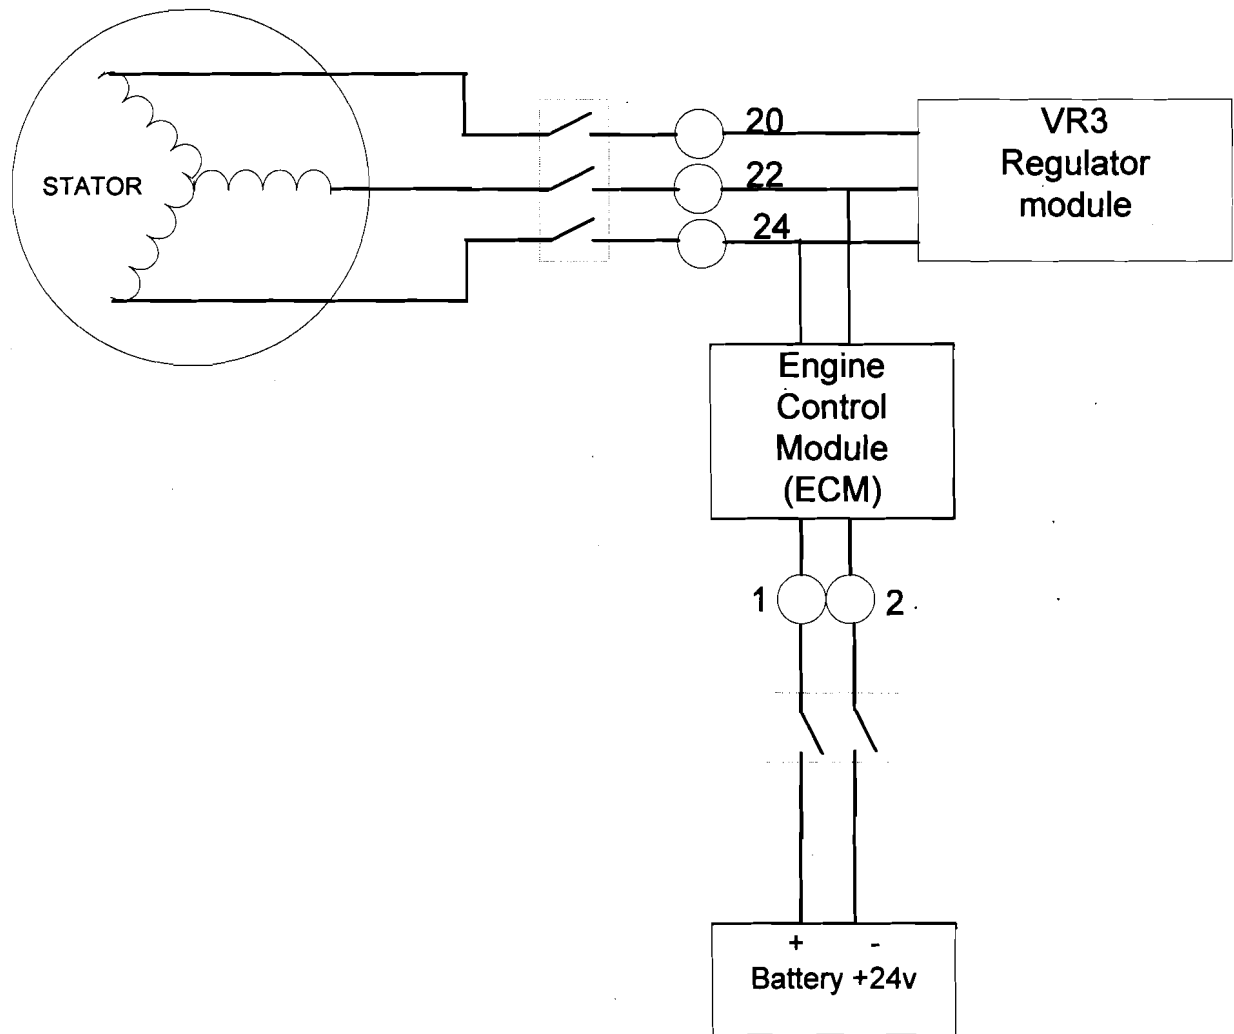 STATOR
20
22
24
VR3
Regulator
module
Engine
Control
Module
(ECM)
1
2
+ -
Battery +24v